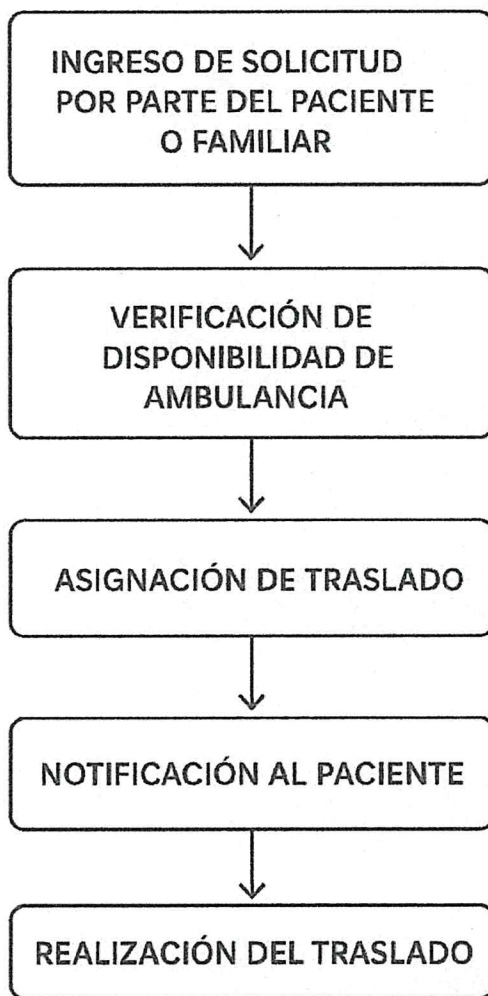 INGRESO DE SOLICITUD
POR PARTE DEL PACIENTE
O FAMILIAR
VERIFICACIÓN DE
DISPONIBILIDAD DE
AMBULANCIA
ASIGNACIÓN DE TRASLADO
NOTIFICACIÓN AL PACIENTE
REALIZACIÓN DEL TRASLADO